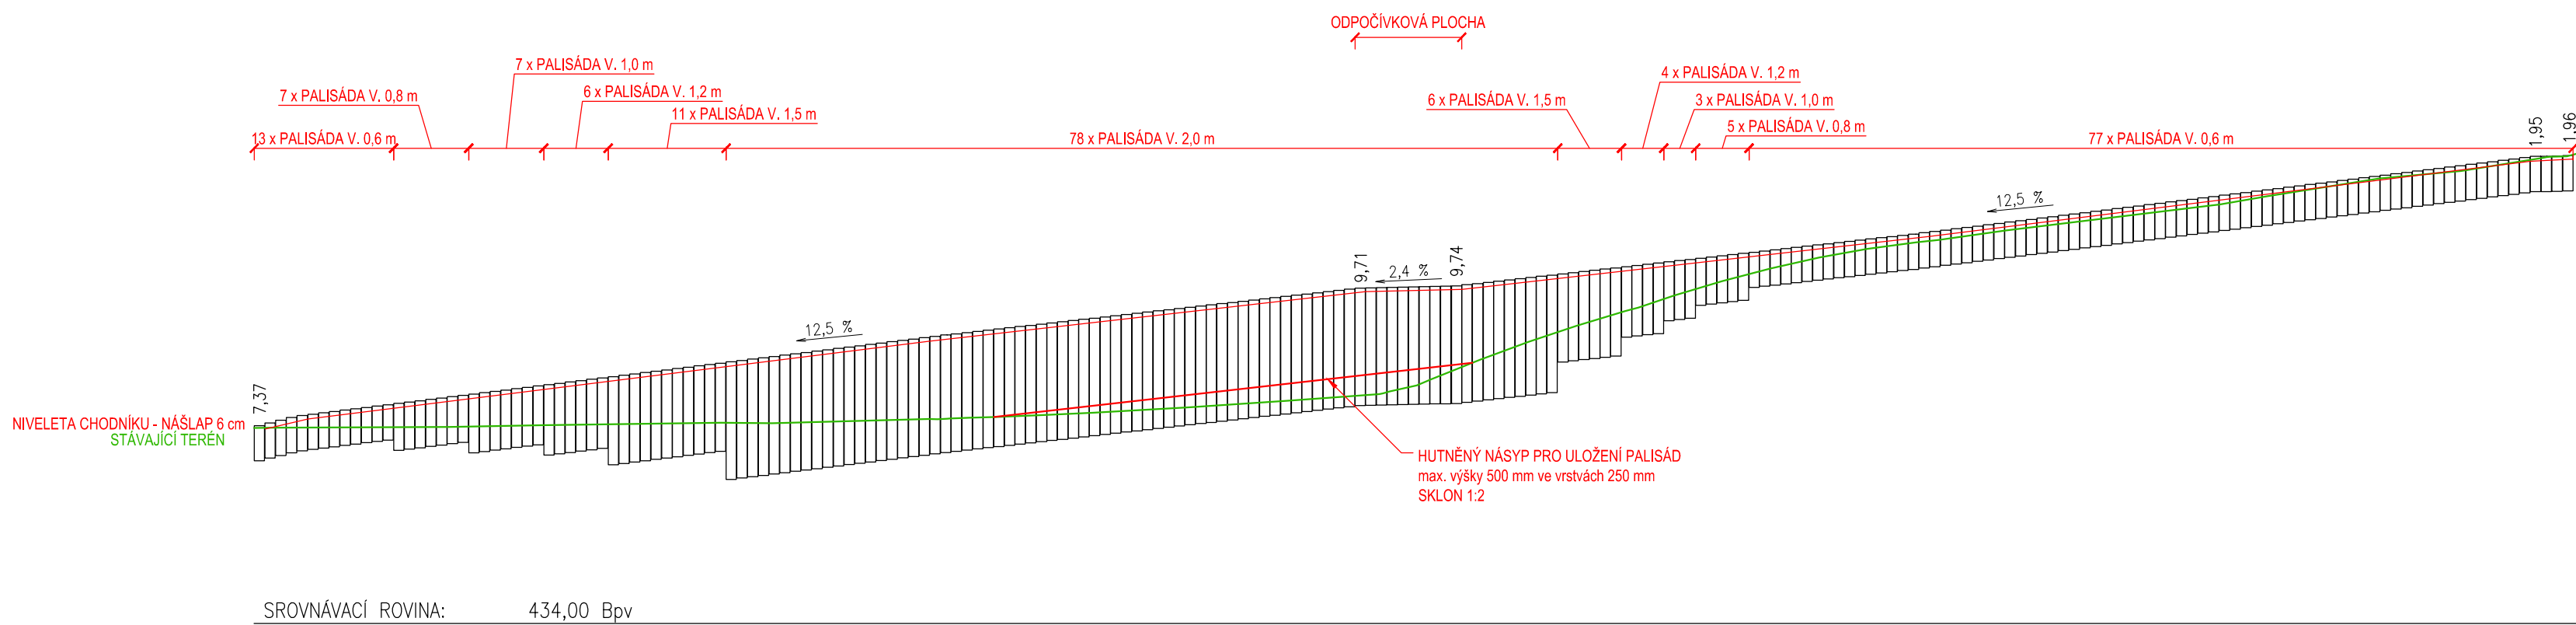 ODPOČÍVKOVÁ PLOCHA
7 x PALISÁDA V. 1,0 m
4 x PALISÁDA V. 1,2 m
7 x PALISÁDA V. 0,8 m
6 x PALISÁDA V. 1,2 m
6 x PALISÁDA V. 1,5 m
3 x PALISÁDA V. 1,0 m
11 x PALISÁDA V. 1,5 m
5 x PALISÁDA V. 0,8 m
13 x PALISÁDA V. 0,6 m
78 x PALISÁDA V. 2,0 m
77 x PALISÁDA V. 0,6 m
1,95
1,96
12,5 %
9,71
2,4 %
9,74
12,5 %
7,37
NIVELETA CHODNÍKU - NÁŠLAP 6 cm
STÁVAJÍCÍ TERÉN
HUTNĚNÝ NÁSYP PRO ULOŽENÍ PALISÁD
max. výšky 500 mm ve vrstvách 250 mm
SKLON 1:2
SROVNÁVACÍ ROVINA: 434,00 Bpv